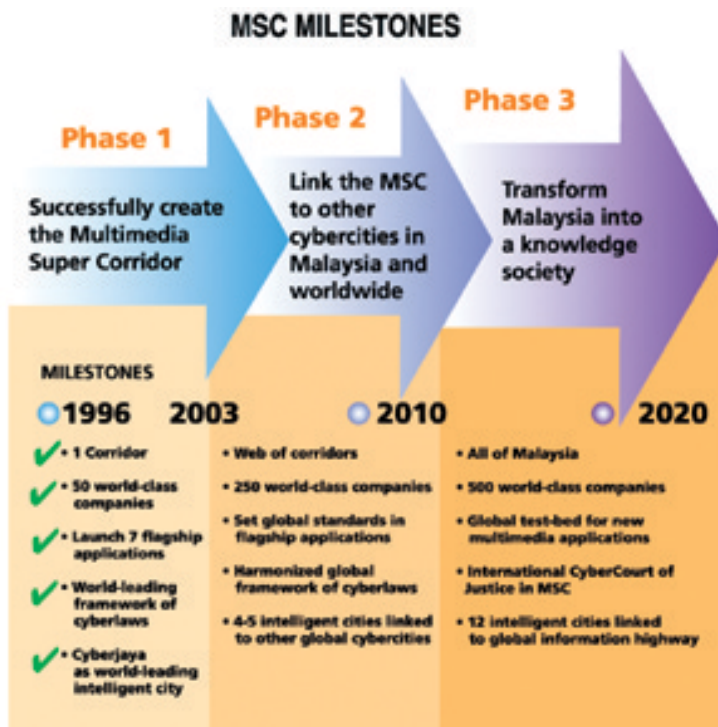 MSC MILESTONES
Phase 1
Successfully create
the Multimedia
Super Corridor
Phase 2
Link the MSC
to other
cybercities in
Malaysia and
worldwide
Phase 3
Transform
Malaysia into
a knowledge
society
MILESTONES
1996 2003 2010 2020
• 1 Corridor
• 50 world-class
companies
• Launch 7 flagship
applications
• World-leading
framework of
cyberlaws
• Cyberjaya
as world-leading
intelligent city
• Web of corridors
• 250 world-class companies
• Set global standards in
flagship applications
• Harmonized global
framework of cyberlaws
• 4-5 intelligent cities linked
to other global cybercities
• All of Malaysia
• 500 world-class companies
• Global test-bed for new
multimedia applications
• International CyberCourt of
Justice in MSC
• 12 intelligent cities linked
to global information highway